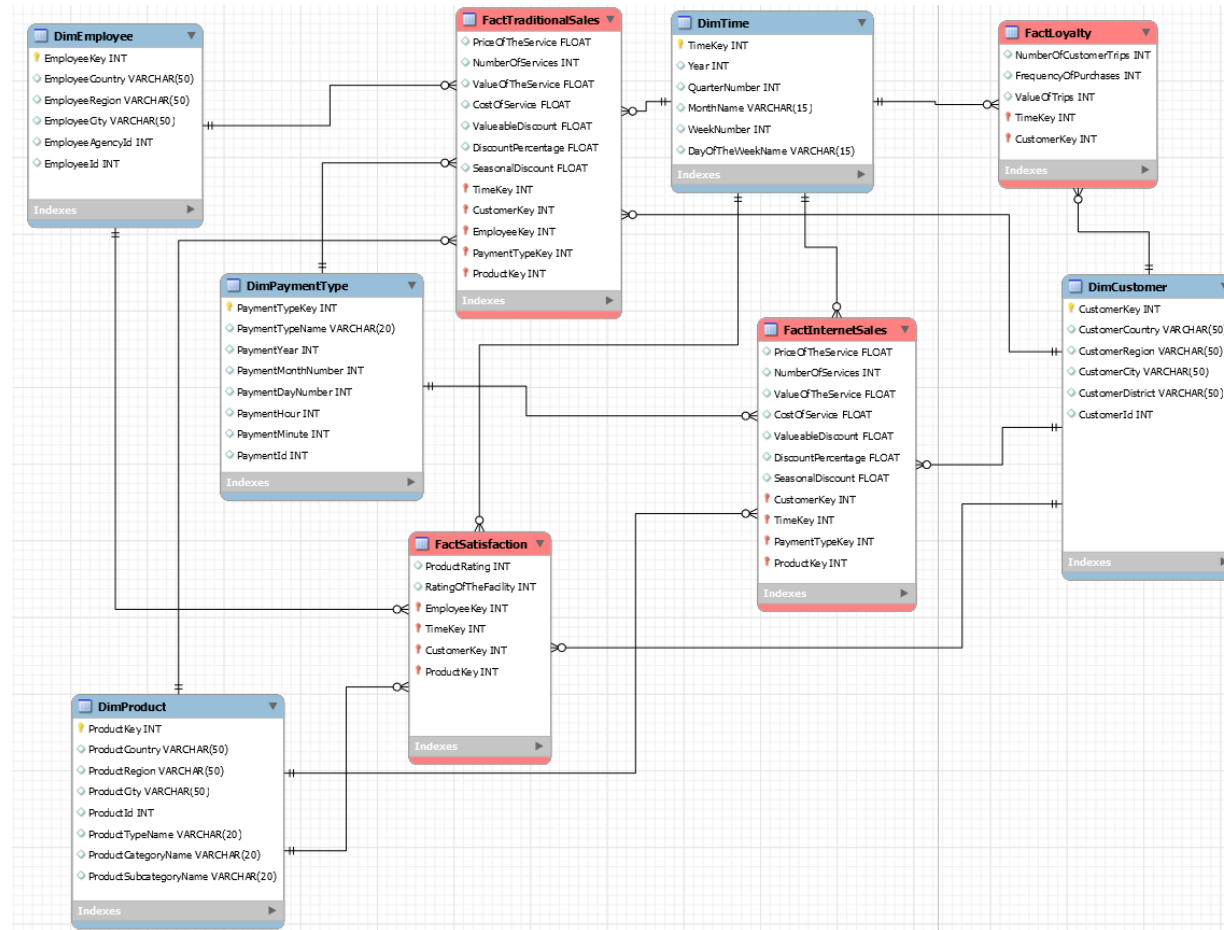 DimEmployee
EmployeeKey INT
EmployeeCountry VARCHAR(50)
EmployeeRegion VARCHAR(50)
EmployeeCity VARCHAR(50)
EmployeeAgencyId INT
EmployeeId INT
Indexes
FactTraditionalSales
PriceOfTheService FLOAT
NumberOfServices INT
ValueOfTheService FLOAT
CostOfService FLOAT
ValueableDiscount FLOAT
DiscountPercentage FLOAT
SeasonalDiscount FLOAT
TimeKey INT
CustomerKey INT
EmployeeKey INT
PaymentTypeKey INT
ProductKey INT
Indexes
DimTime
TimeKey INT
Year INT
QuarterNumber INT
MonthName VARCHAR(15)
WeekNumber INT
DayOfTheWeekName VARCHAR(15)
Indexes
FactLoyalty
NumberOfCustomerTrips INT
FrequencyOfPurchases INT
ValueOfTrips INT
TimeKey INT
CustomerKey INT
Indexes
DimPaymentType
PaymentTypeKey INT
PaymentTypeName VARCHAR(20)
PaymentYear INT
PaymentMonthNumber INT
PaymentDayNumber INT
PaymentHour INT
PaymentMinute INT
PaymentId INT
Indexes
FactInternetSales
PriceOfTheService FLOAT
NumberOfServices INT
ValueOfTheService FLOAT
CostOfService FLOAT
ValueableDiscount FLOAT
DiscountPercentage FLOAT
SeasonalDiscount FLOAT
CustomerKey INT
TimeKey INT
PaymentTypeKey INT
ProductKey INT
Indexes
DimCustomer
CustomerKey INT
CustomerCountry VARCHAR(50
CustomerRegion VARCHAR(50)
CustomerCity VARCHAR(50)
CustomerDistrict VARCHAR(50)
CustomerId INT
Indexes
FactSatisfaction
ProductRating INT
RatingOfTheFacility INT
EmployeeKey INT
TimeKey INT
CustomerKey INT
ProductKey INT
Indexes
DimProduct
ProductKey INT
ProductCountry VARCHAR(50)
ProductRegion VARCHAR(50)
ProductCity VARCHAR(50)
ProductId INT
ProductTypeName VARCHAR(20)
ProductCategoryName VARCHAR(20)
ProductSubcategoryName VARCHAR(20)
Indexes